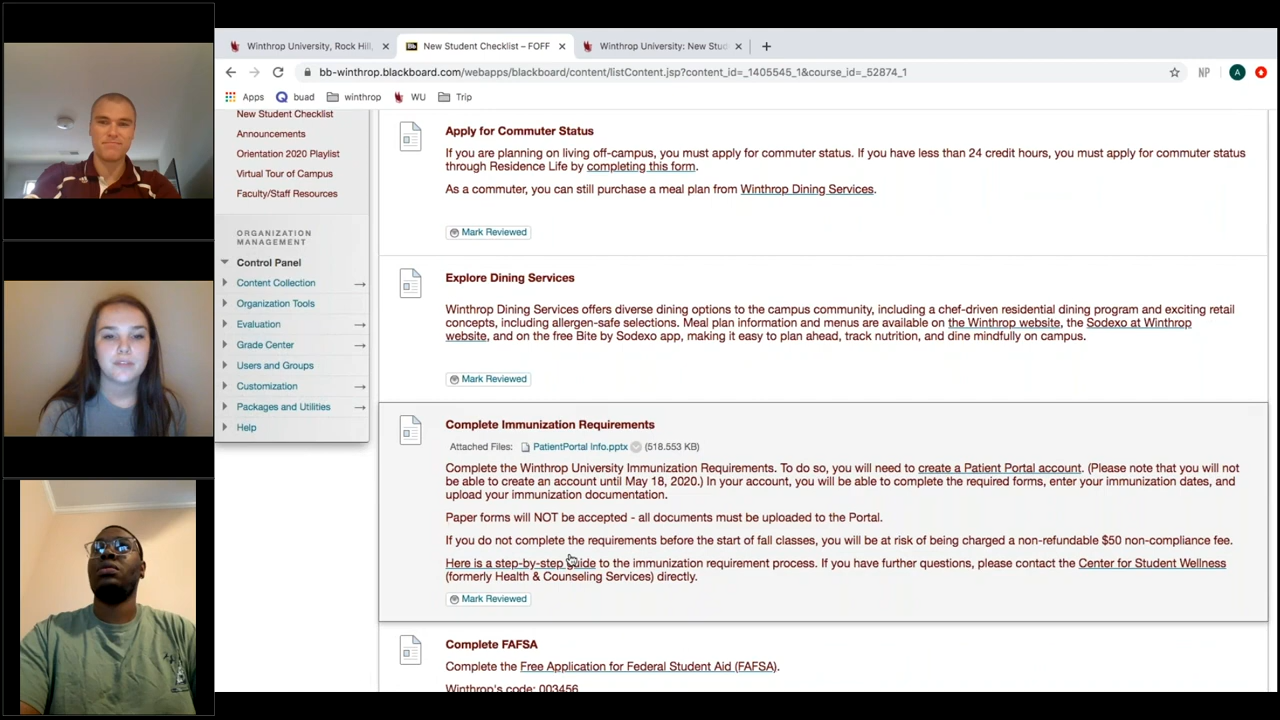 Winthrop University, Rock Hill,
New Student Checklist – FOFF
Winthrop University: New Stud
bb-winthrop.blackboard.com/webapps/blackboard/content/listContent.jsp?content_id=_1405545_1&course_id=_52874_1
NP
A
Apps
buad
winthrop
WU
Trip
New Student Checklist
Announcements
Orientation 2020 Playlist
Virtual Tour of Campus
Faculty/Staff Resources
ORGANIZATION
MANAGEMENT
Control Panel
Content Collection
Organization Tools
Evaluation
Grade Center
Users and Groups
Customization
Packages and Utilities
Help
Apply for Commuter Status
If you are planning on living off-campus, you must apply for commuter status. If you have less than 24 credit hours, you must apply for commuter status
through Residence Life by completing this form.
As a commuter, you can still purchase a meal plan from Winthrop Dining Services.
Mark Reviewed
Explore Dining Services
Winthrop Dining Services offers diverse dining options to the campus community, including a chef-driven residential dining program and exciting retail
concepts, including allergen-safe selections. Meal plan information and menus are available on the Winthrop website, the Sodexo at Winthrop
website, and on the free Bite by Sodexo app, making it easy to plan ahead, track nutrition, and dine mindfully on campus.
Mark Reviewed
Complete Immunization Requirements
Attached Files: PatientPortal Info.pptx (518.553 KB)
Complete the Winthrop University Immunization Requirements. To do so, you will need to create a Patient Portal account. (Please note that you will not
be able to create an account until May 18, 2020.) In your account, you will be able to complete the required forms, enter your immunization dates, and
upload your immunization documentation.
Paper forms will NOT be accepted - all documents must be uploaded to the Portal.
If you do not complete the requirements before the start of fall classes, you will be at risk of being charged a non-refundable $50 non-compliance fee.
Here is a step-by-step guide to the immunization requirement process. If you have further questions, please contact the Center for Student Wellness
(formerly Health & Counseling Services) directly.
Mark Reviewed
Complete FAFSA
Complete the Free Application for Federal Student Aid (FAFSA).
Winthrop's code: 003456